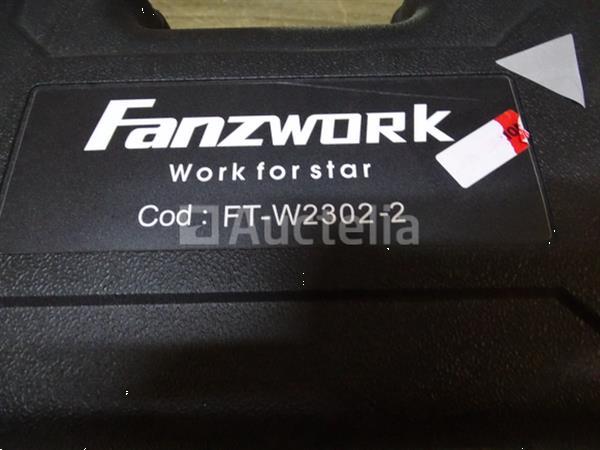 Fanzwork
Work for star
Cod : FT-W2302-2
Auctelia